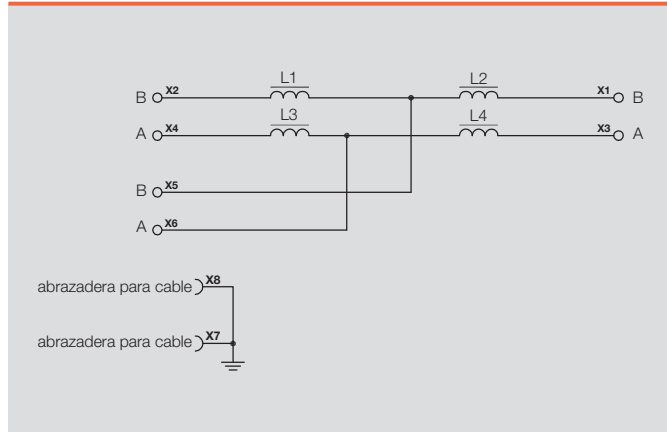 L1 L2
B X2 X1 B
L3 L4
A X4 X3 A
B X5
A X6
abrazadera para cable X8
abrazadera para cable X7